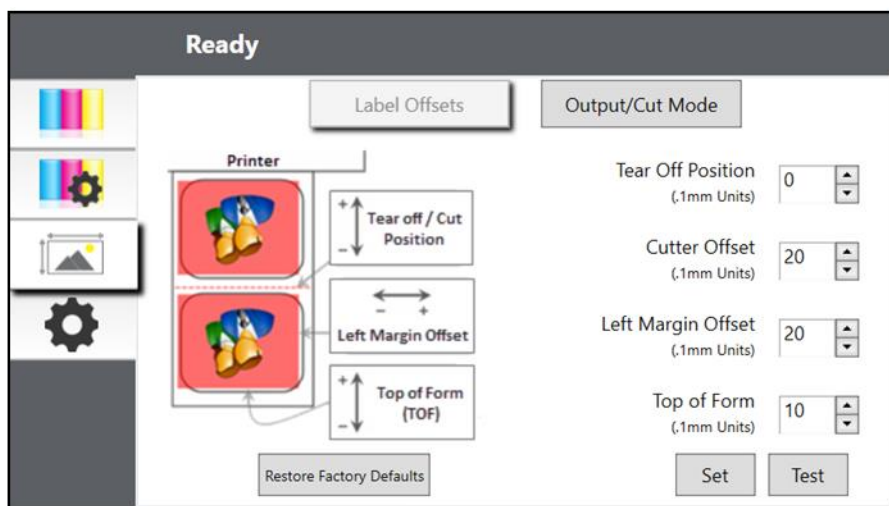 Ready
Label Offsets
Output/Cut Mode
Printer
+
Tear off / Cut
Position
–
– +
Left Margin Offset
+
Top of Form
(TOF)
–
Tear Off Position
(.1mm Units)
0
Cutter Offset
(.1mm Units)
20
Left Margin Offset
(.1mm Units)
20
Top of Form
(.1mm Units)
10
Restore Factory Defaults
Set
Test